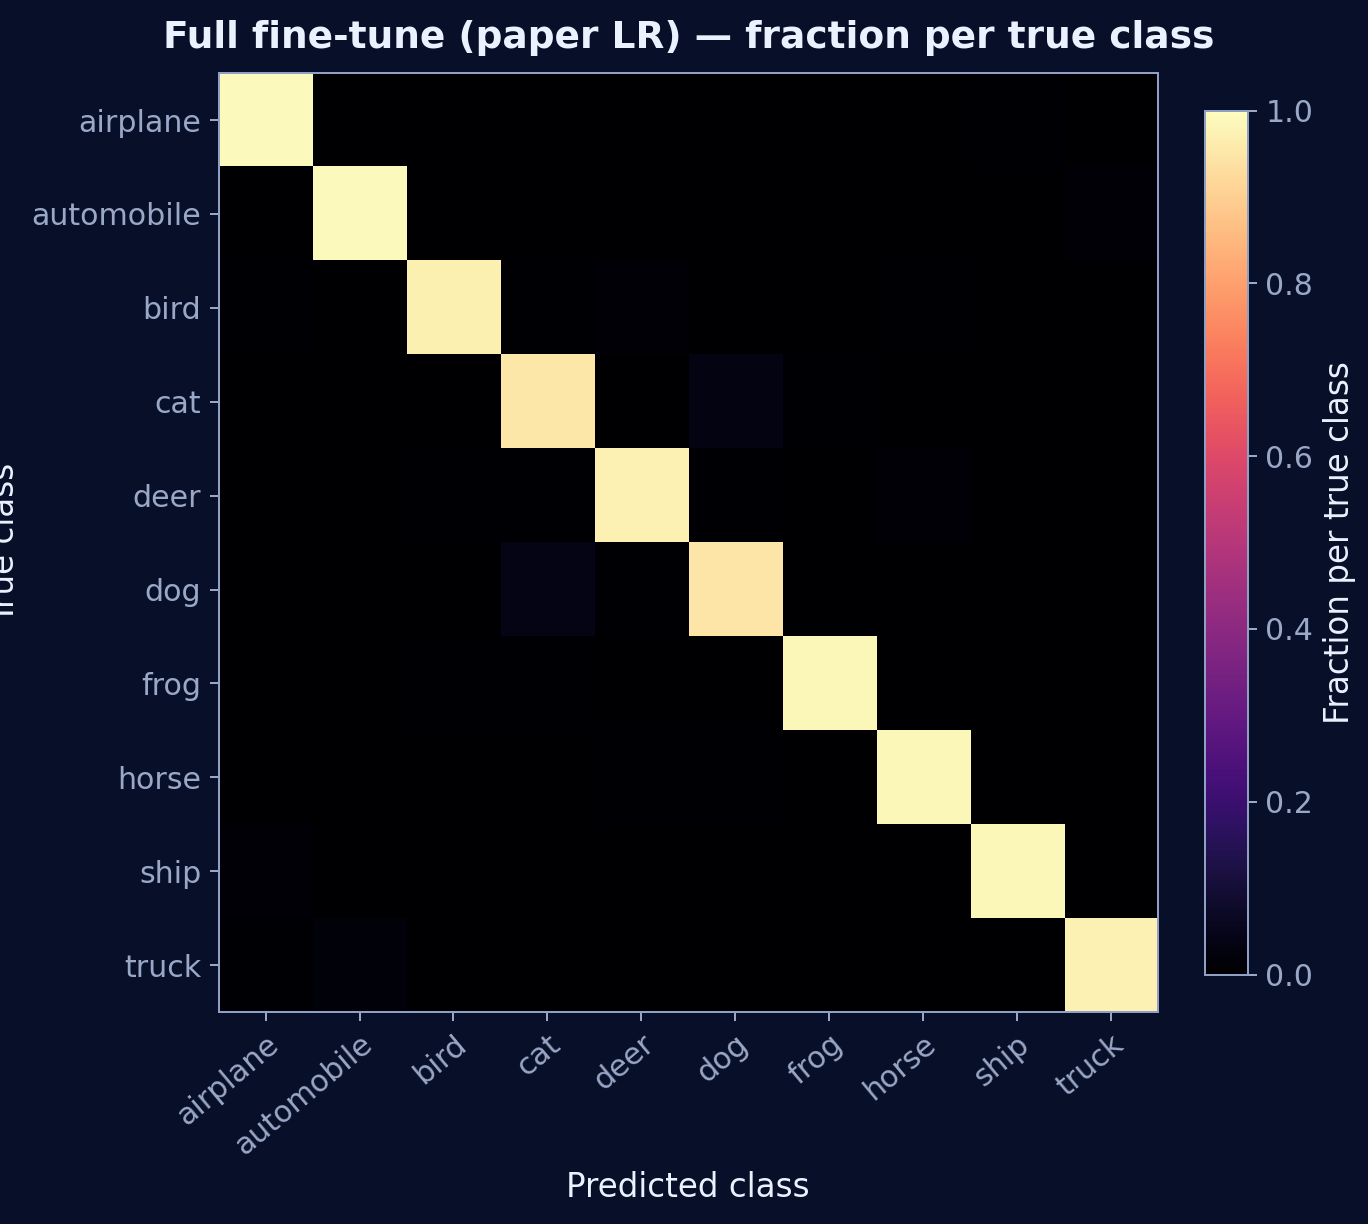 Full fine-tune (paper LR) — fraction per true class
airplane
automobile
bird
cat
deer
dog
frog
horse
ship
truck
True class
airplane
automobile
bird
cat
deer
dog
frog
horse
ship
truck
Predicted class
1.0
0.8
0.6
0.4
0.2
0.0
Fraction per true class